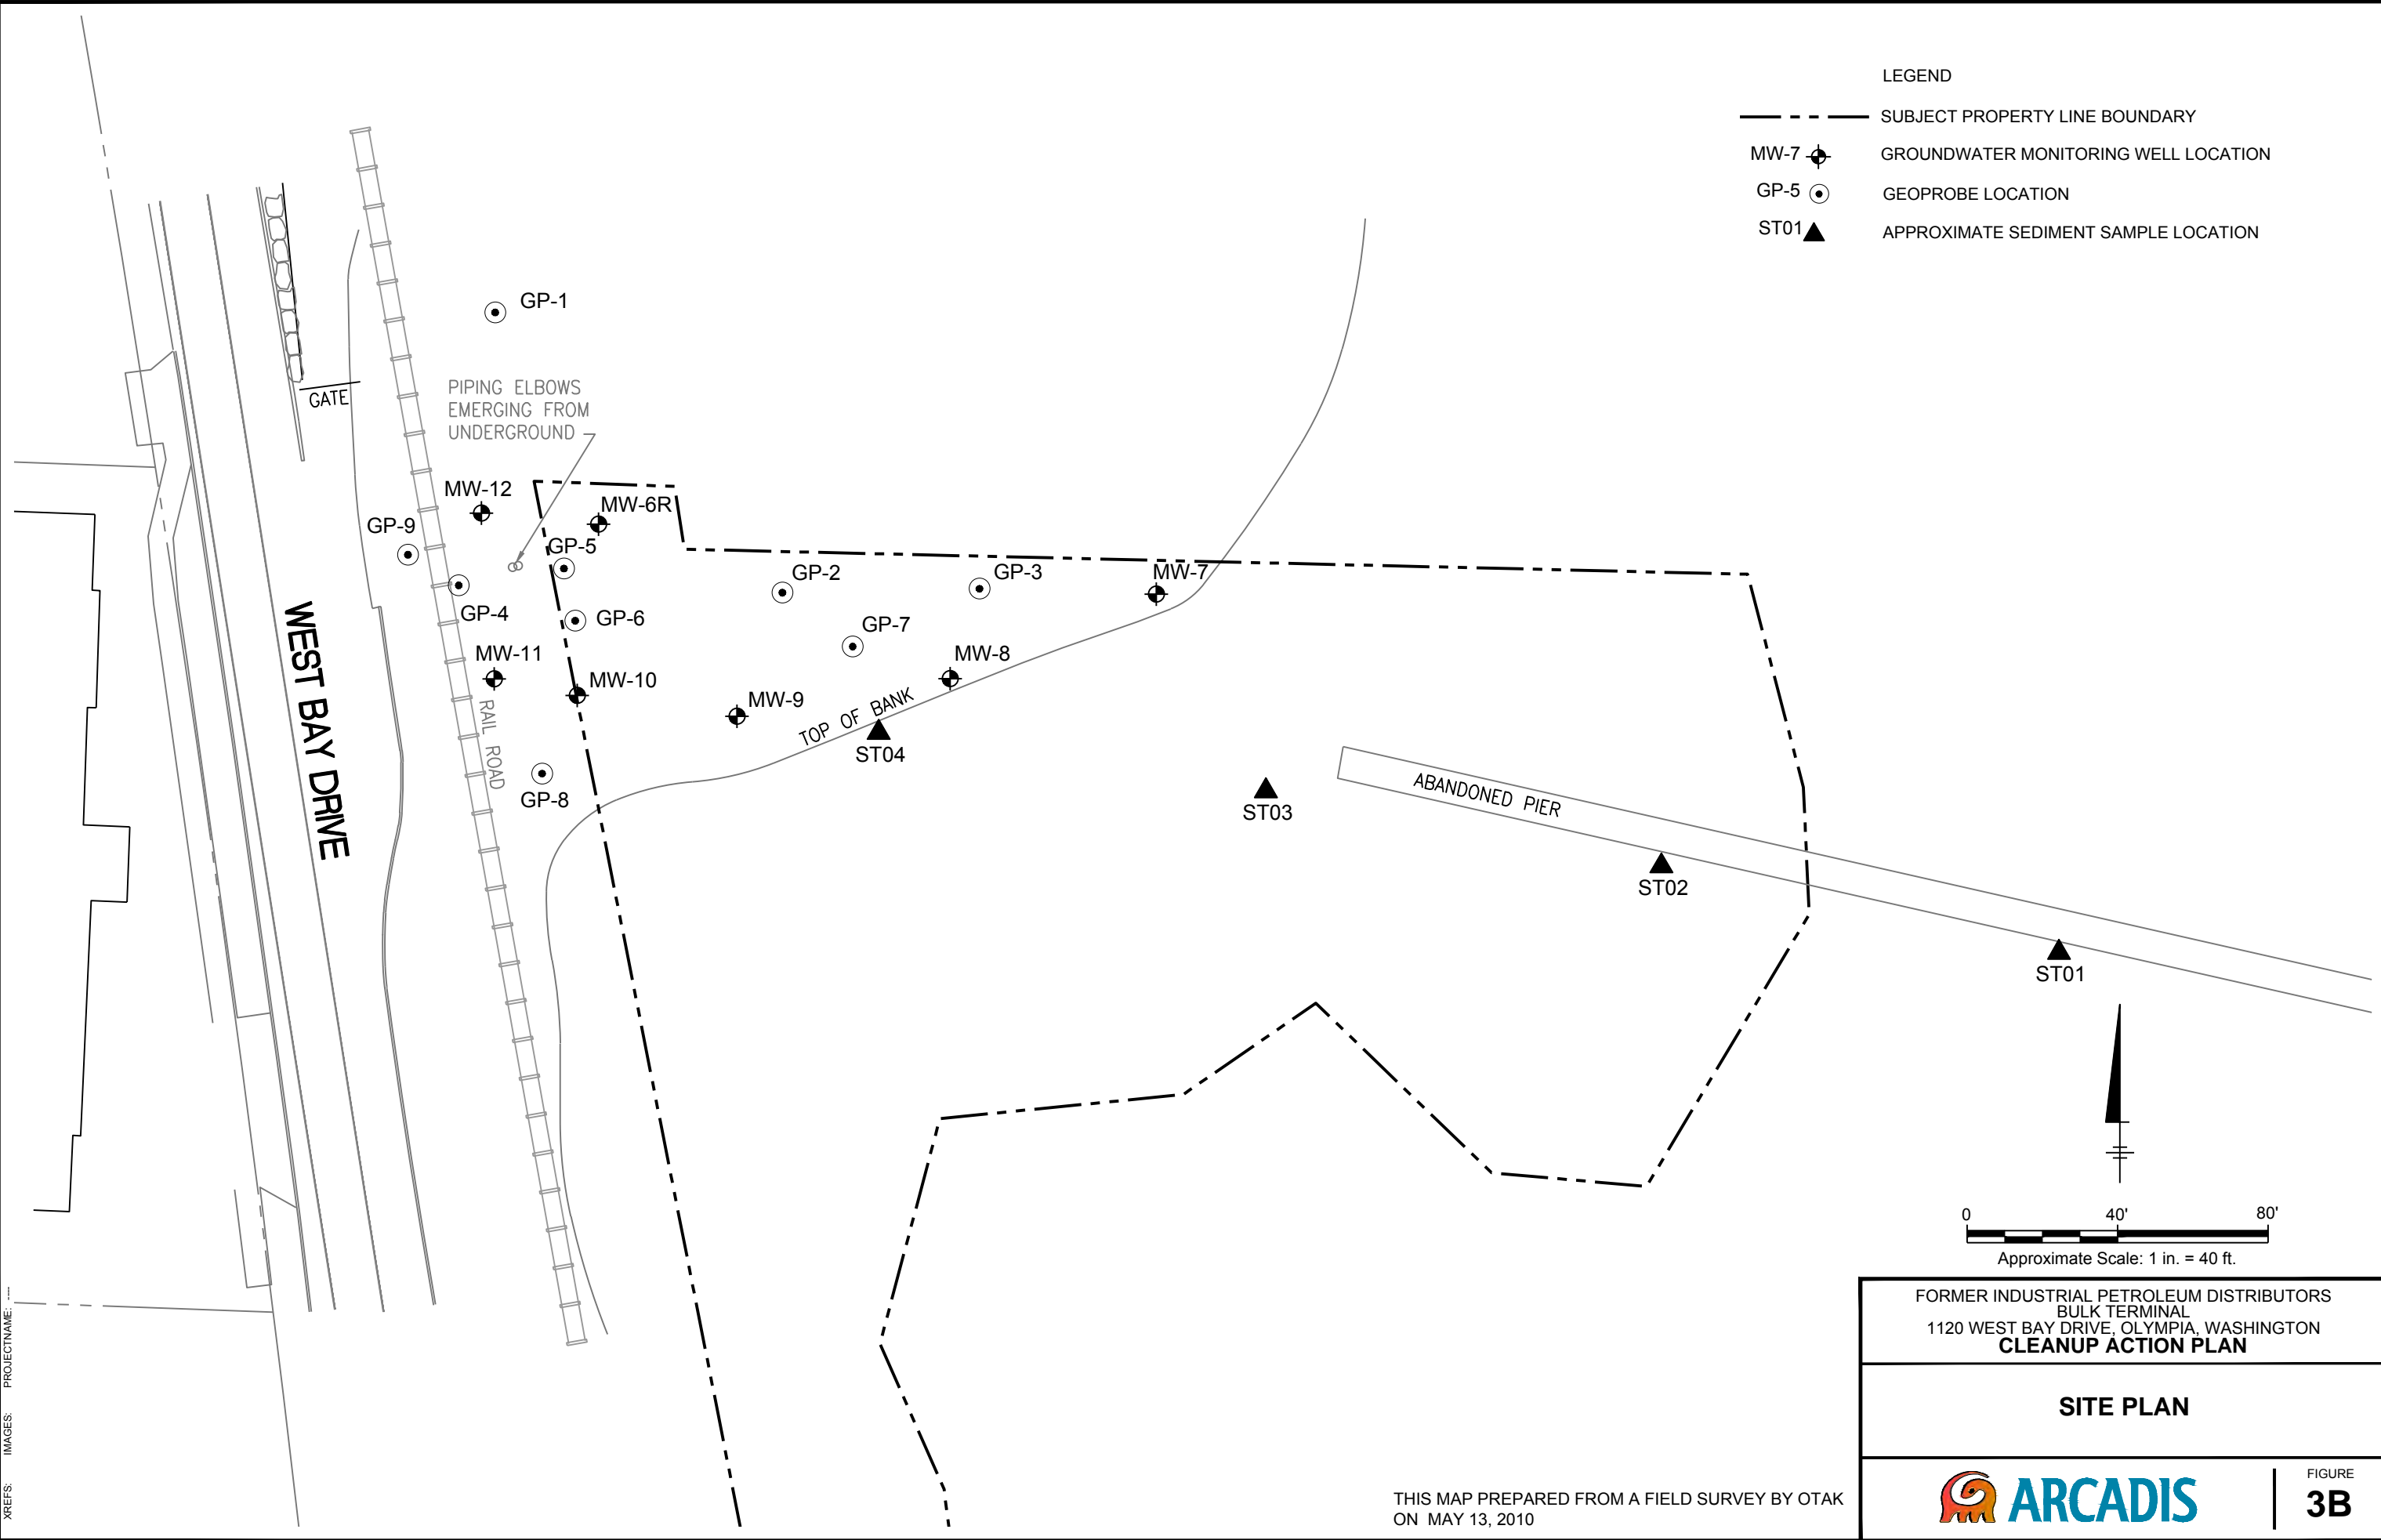 LEGEND
SUBJECT PROPERTY LINE BOUNDARY
MW-7
GROUNDWATER MONITORING WELL LOCATION
GP-5
GEOPROBE LOCATION
ST01
APPROXIMATE SEDIMENT SAMPLE LOCATION
GP-1
PIPING ELBOWS
EMERGING FROM
UNDERGROUND
GATE
MW-12
MW-6R
GP-9
GP-5
GP-2
GP-3
MW-7
GP-4
GP-6
GP-7
MW-11
MW-8
MW-10
MW-9
WEST BAY DRIVE
RAIL ROAD
TOP OF BANK
ST04
GP-8
ABANDONED PIER
ST03
ST02
ST01
0
40'
80'
Approximate Scale: 1 in. = 40 ft.
FORMER INDUSTRIAL PETROLEUM DISTRIBUTORS
BULK TERMINAL
1120 WEST BAY DRIVE, OLYMPIA, WASHINGTON
CLEANUP ACTION PLAN
SITE PLAN
THIS MAP PREPARED FROM A FIELD SURVEY BY OTAK
ON MAY 13, 2010
ARCADIS
FIGURE
3B
XREFS: IMAGES: PROJECTNAME: ----